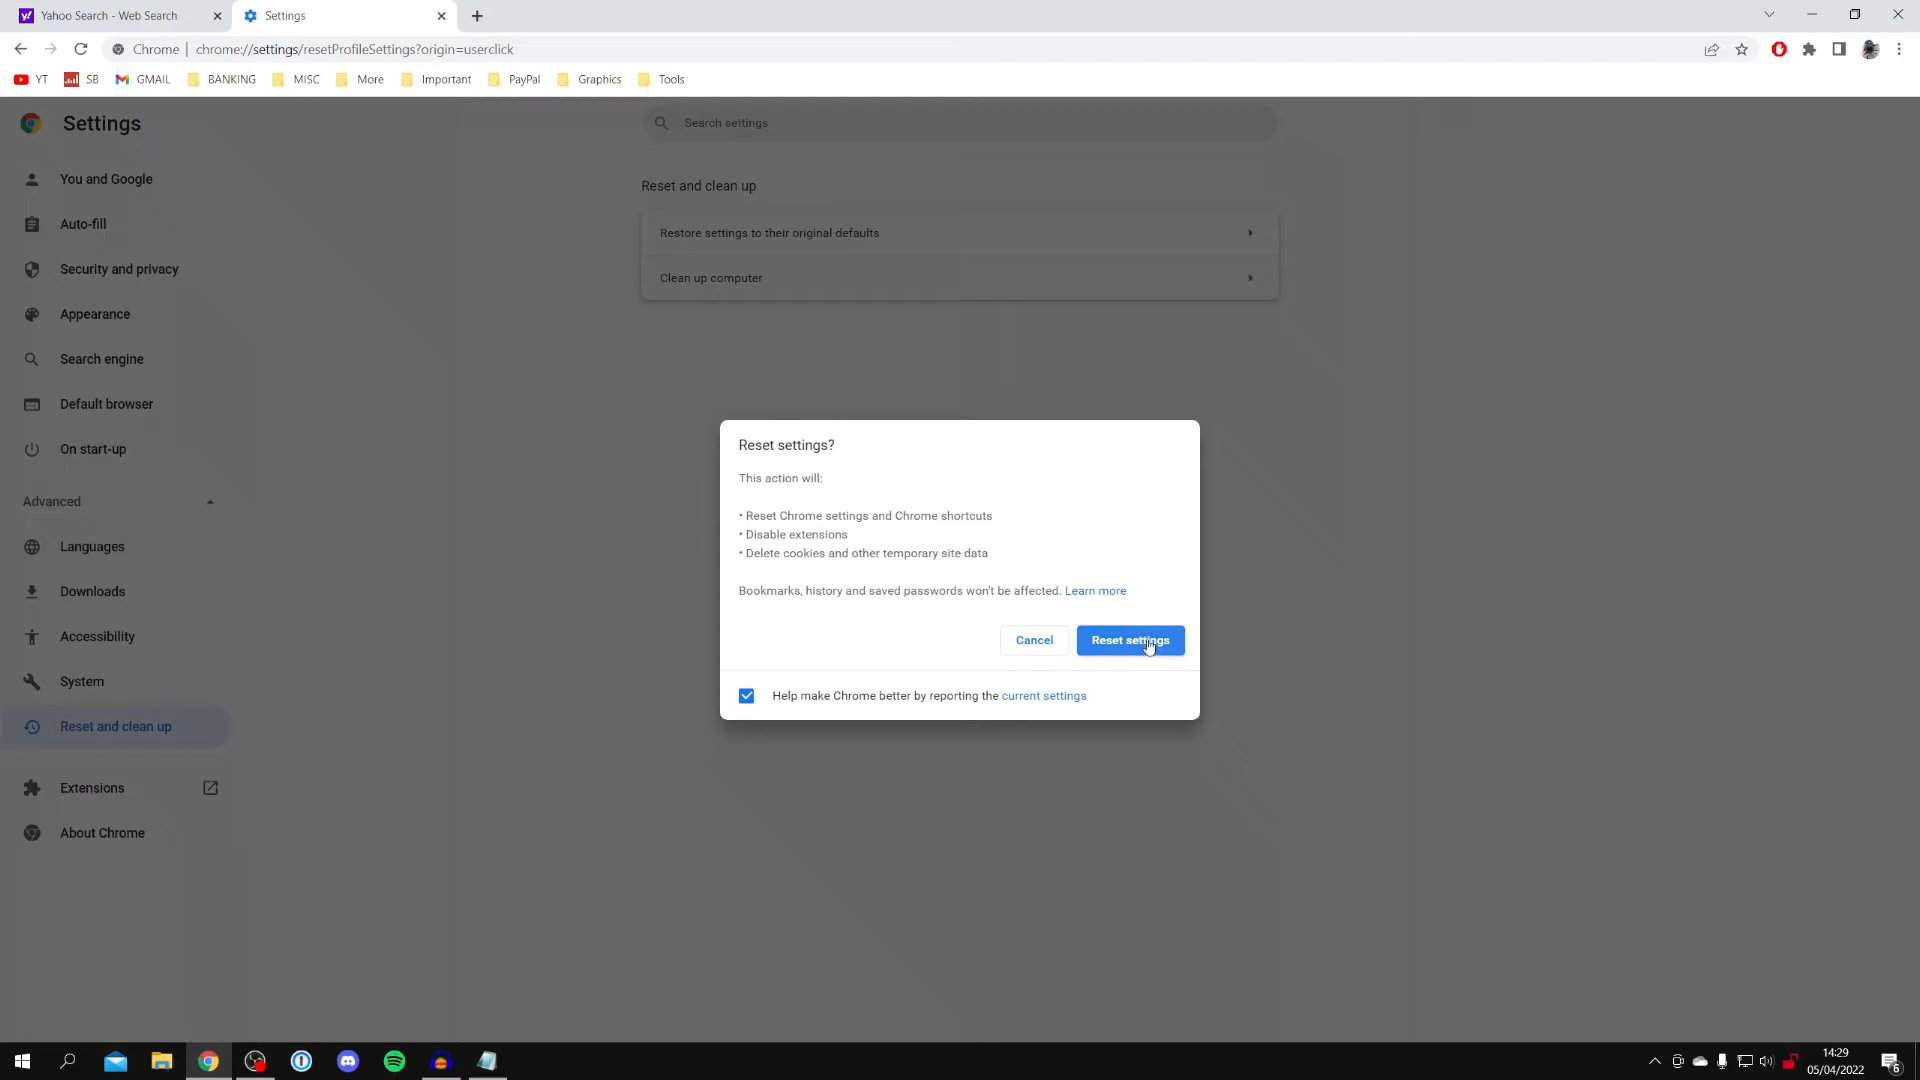 Yahoo Search - Web Search
Settings
Chrome | chrome://settings/resetProfileSettings?origin=userclick
YT SB GMAIL BANKING MISC More Important PayPal Graphics Tools
Settings
Search settings
You and Google
Auto-fill
Security and privacy
Appearance
Search engine
Default browser
On start-up
Advanced
Languages
Downloads
Accessibility
System
Reset and clean up
Extensions
About Chrome
Reset and clean up
Restore settings to their original defaults
Clean up computer
Reset settings?
This action will:
• Reset Chrome settings and Chrome shortcuts
• Disable extensions
• Delete cookies and other temporary site data
Bookmarks, history and saved passwords won't be affected. Learn more
Cancel Reset settings
Help make Chrome better by reporting the current settings
14:29
05/04/2022
6